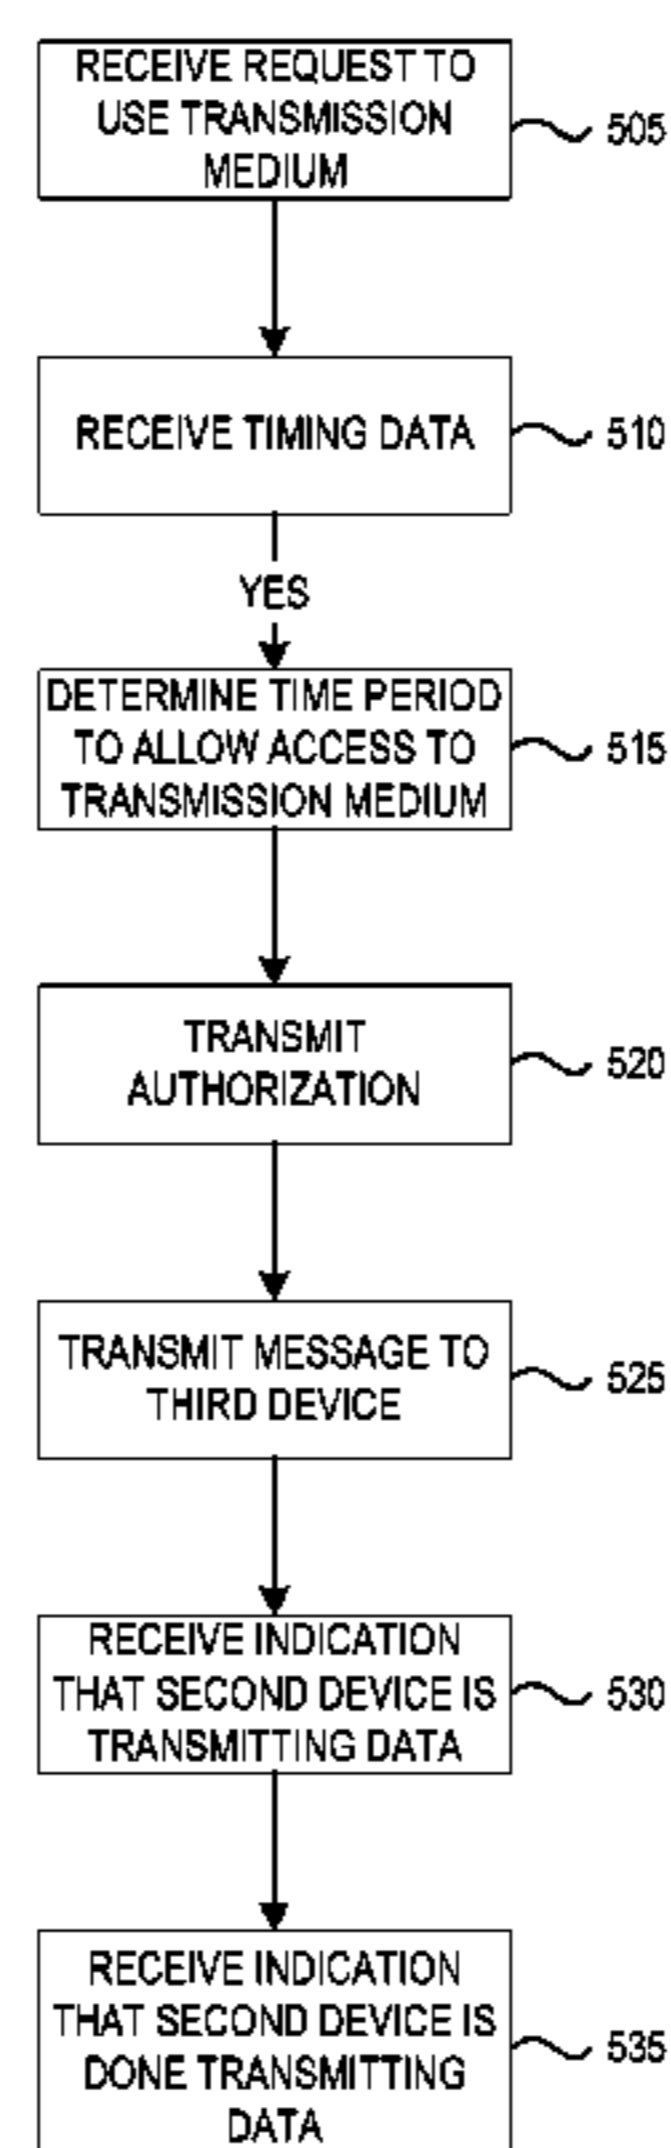 RECEIVE REQUEST TO
USE TRANSMISSION
MEDIUM
505
RECEIVE TIMING DATA
510
YES
DETERMINE TIME PERIOD
TO ALLOW ACCESS TO
TRANSMISSION MEDIUM
515
TRANSMIT
AUTHORIZATION
520
TRANSMIT MESSAGE TO
THIRD DEVICE
525
RECEIVE INDICATION
THAT SECOND DEVICE IS
TRANSMITTING DATA
530
RECEIVE INDICATION
THAT SECOND DEVICE IS
DONE TRANSMITTING
DATA
535